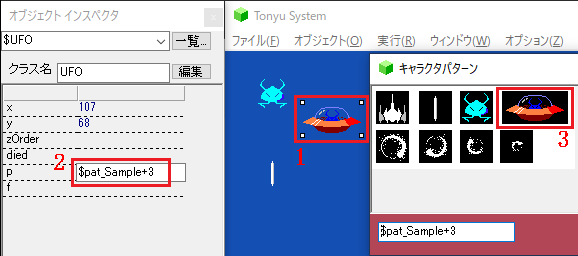 オブジェクト インスペクタ
x
$UFO
一覧...
クラス名
UFO
編集
x 107
y 68
zOrder
died
p $pat_Sample+3
f
2
Tonyu System
ファイル(F) オブジェクト(O) 実行(R) ウィンドウ(W) オプション(Z)
1
キャラクタパターン
3
$pat_Sample+3